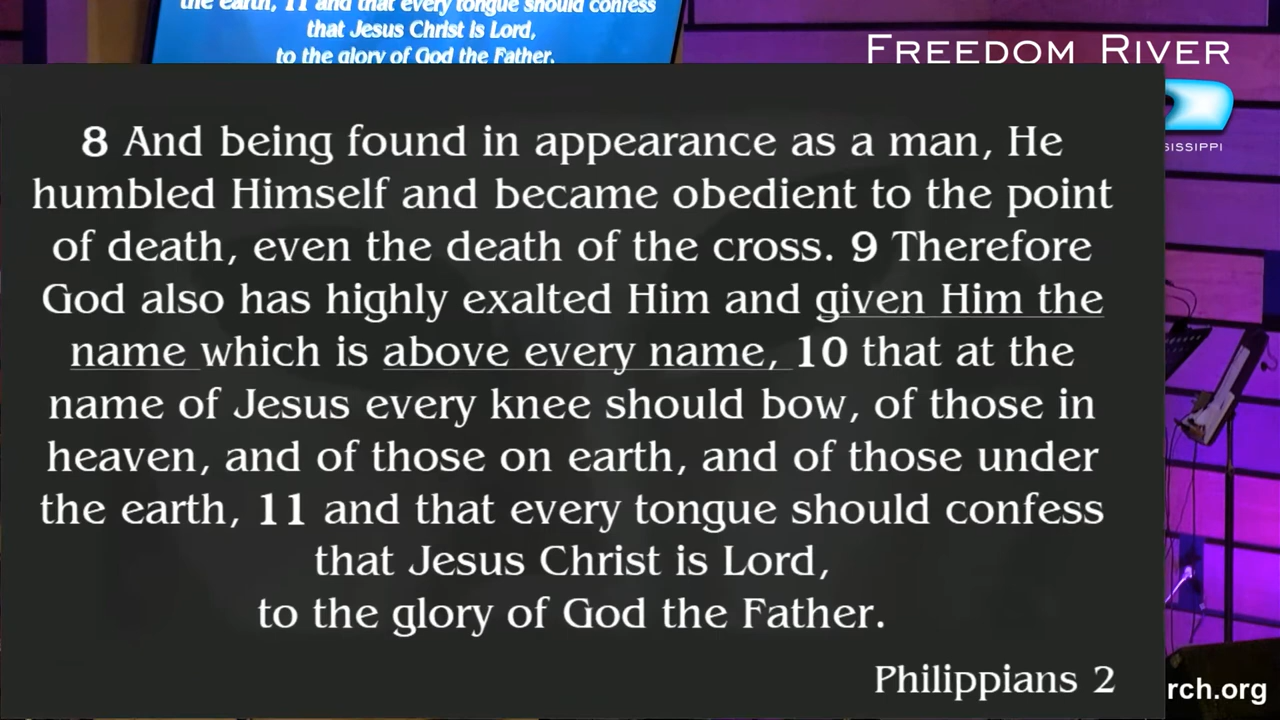 the earth, 11 and that every tongue should confess
that Jesus Christ is Lord,
to the glory of God the Father.
FREEDOM RIVER
8 And being found in appearance as a man, He
humbled Himself and became obedient to the point
of death, even the death of the cross. 9 Therefore
God also has highly exalted Him and given Him the
name which is above every name, 10 that at the
name of Jesus every knee should bow, of those in
heaven, and of those on earth, and of those under
the earth, 11 and that every tongue should confess
that Jesus Christ is Lord,
to the glory of God the Father.
Philippians 2